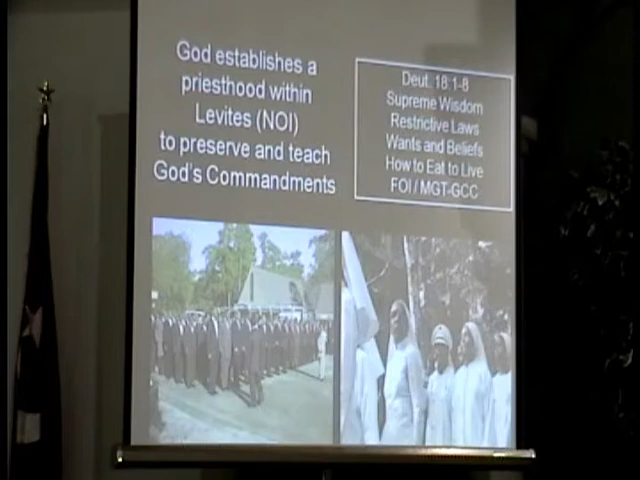 God establishes a
priesthood within
Levites (NOI)
to preserve and teach
God's Commandments
Deut. 18:1-8
Supreme Wisdom
Restrictive Laws
Wants and Beliefs
How to Eat to Live
FOI / MGT-GCC